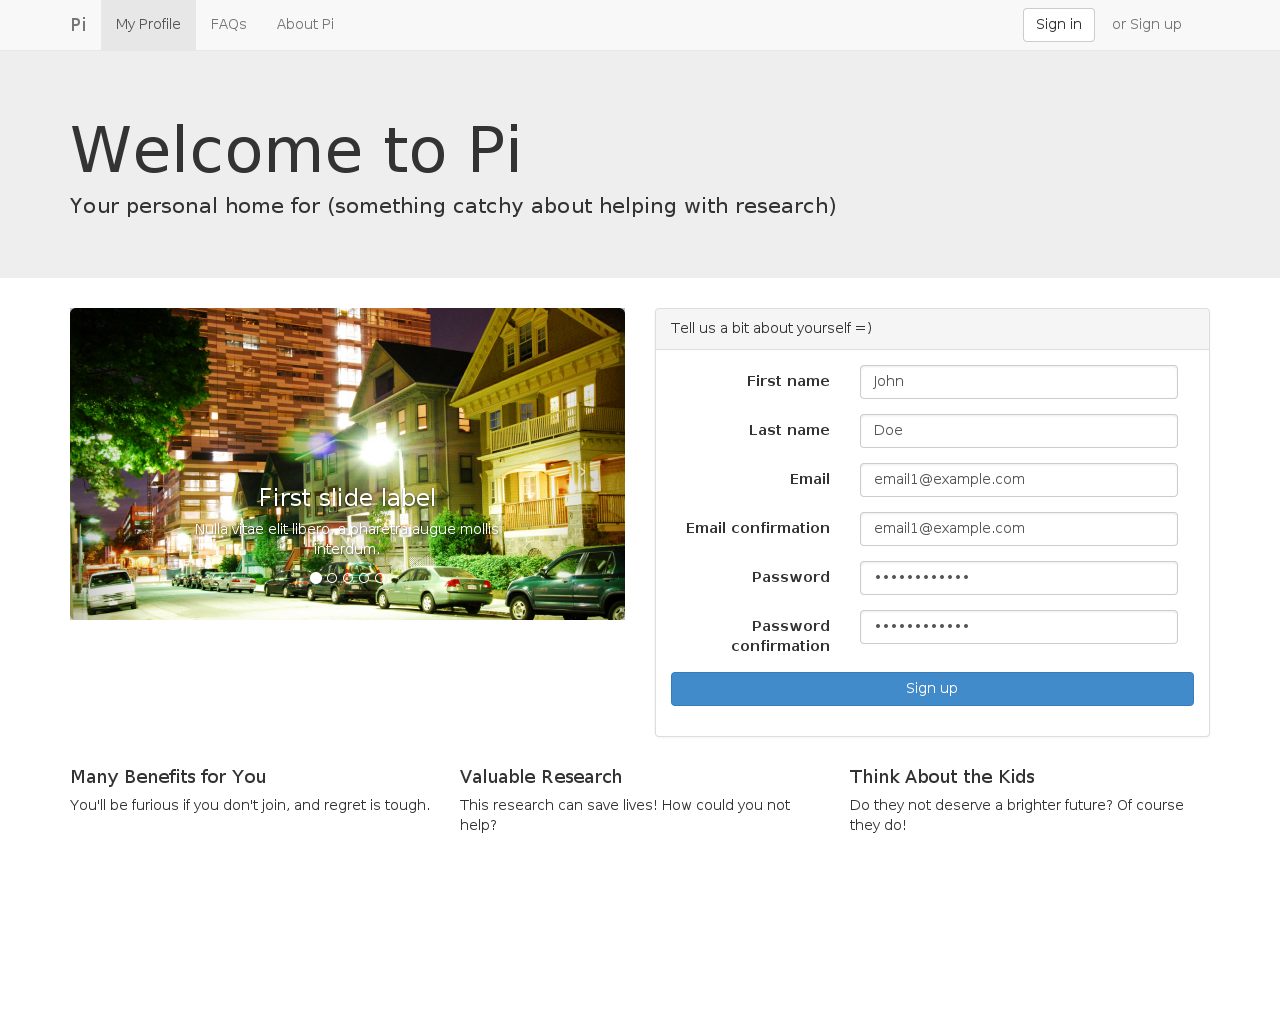 Pi My Profile FAQs About Pi Sign in or Sign up
Welcome to Pi
Your personal home for (something catchy about helping with research)
First slide label
Nulla vitae elit libero, a pharetra augue mollis
interdum.
Tell us a bit about yourself =)
First name John
Last name Doe
Email email1@example.com
Email confirmation email1@example.com
Password ••••••••••••
Password
confirmation ••••••••••••
Sign up
Many Benefits for You
You'll be furious if you don't join, and regret is tough.
Valuable Research
This research can save lives! How could you not
help?
Think About the Kids
Do they not deserve a brighter future? Of course
they do!